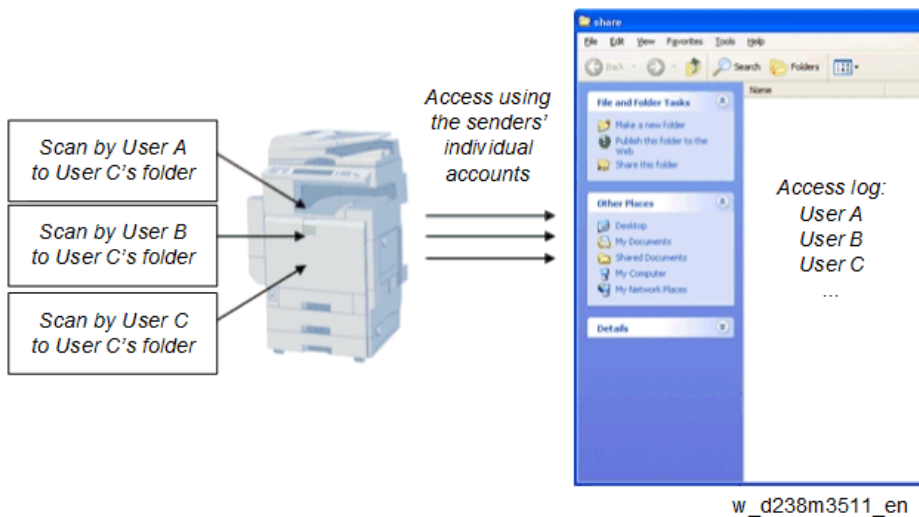 Scan by User A
to User C's folder
Scan by User B
to User C's folder
Scan by User C
to User C's folder
Access using
the senders'
individual
accounts
share
File Edit View Favorites Tools Help
Back Search Folders
Name
File and Folder Tasks
Make a new folder
Publish this folder to the
Web
Share this folder
Other Places
Desktop
My Documents
Shared Documents
My Computer
My Network Places
Details
Access log:
User A
User B
User C
...
w_d238m3511_en